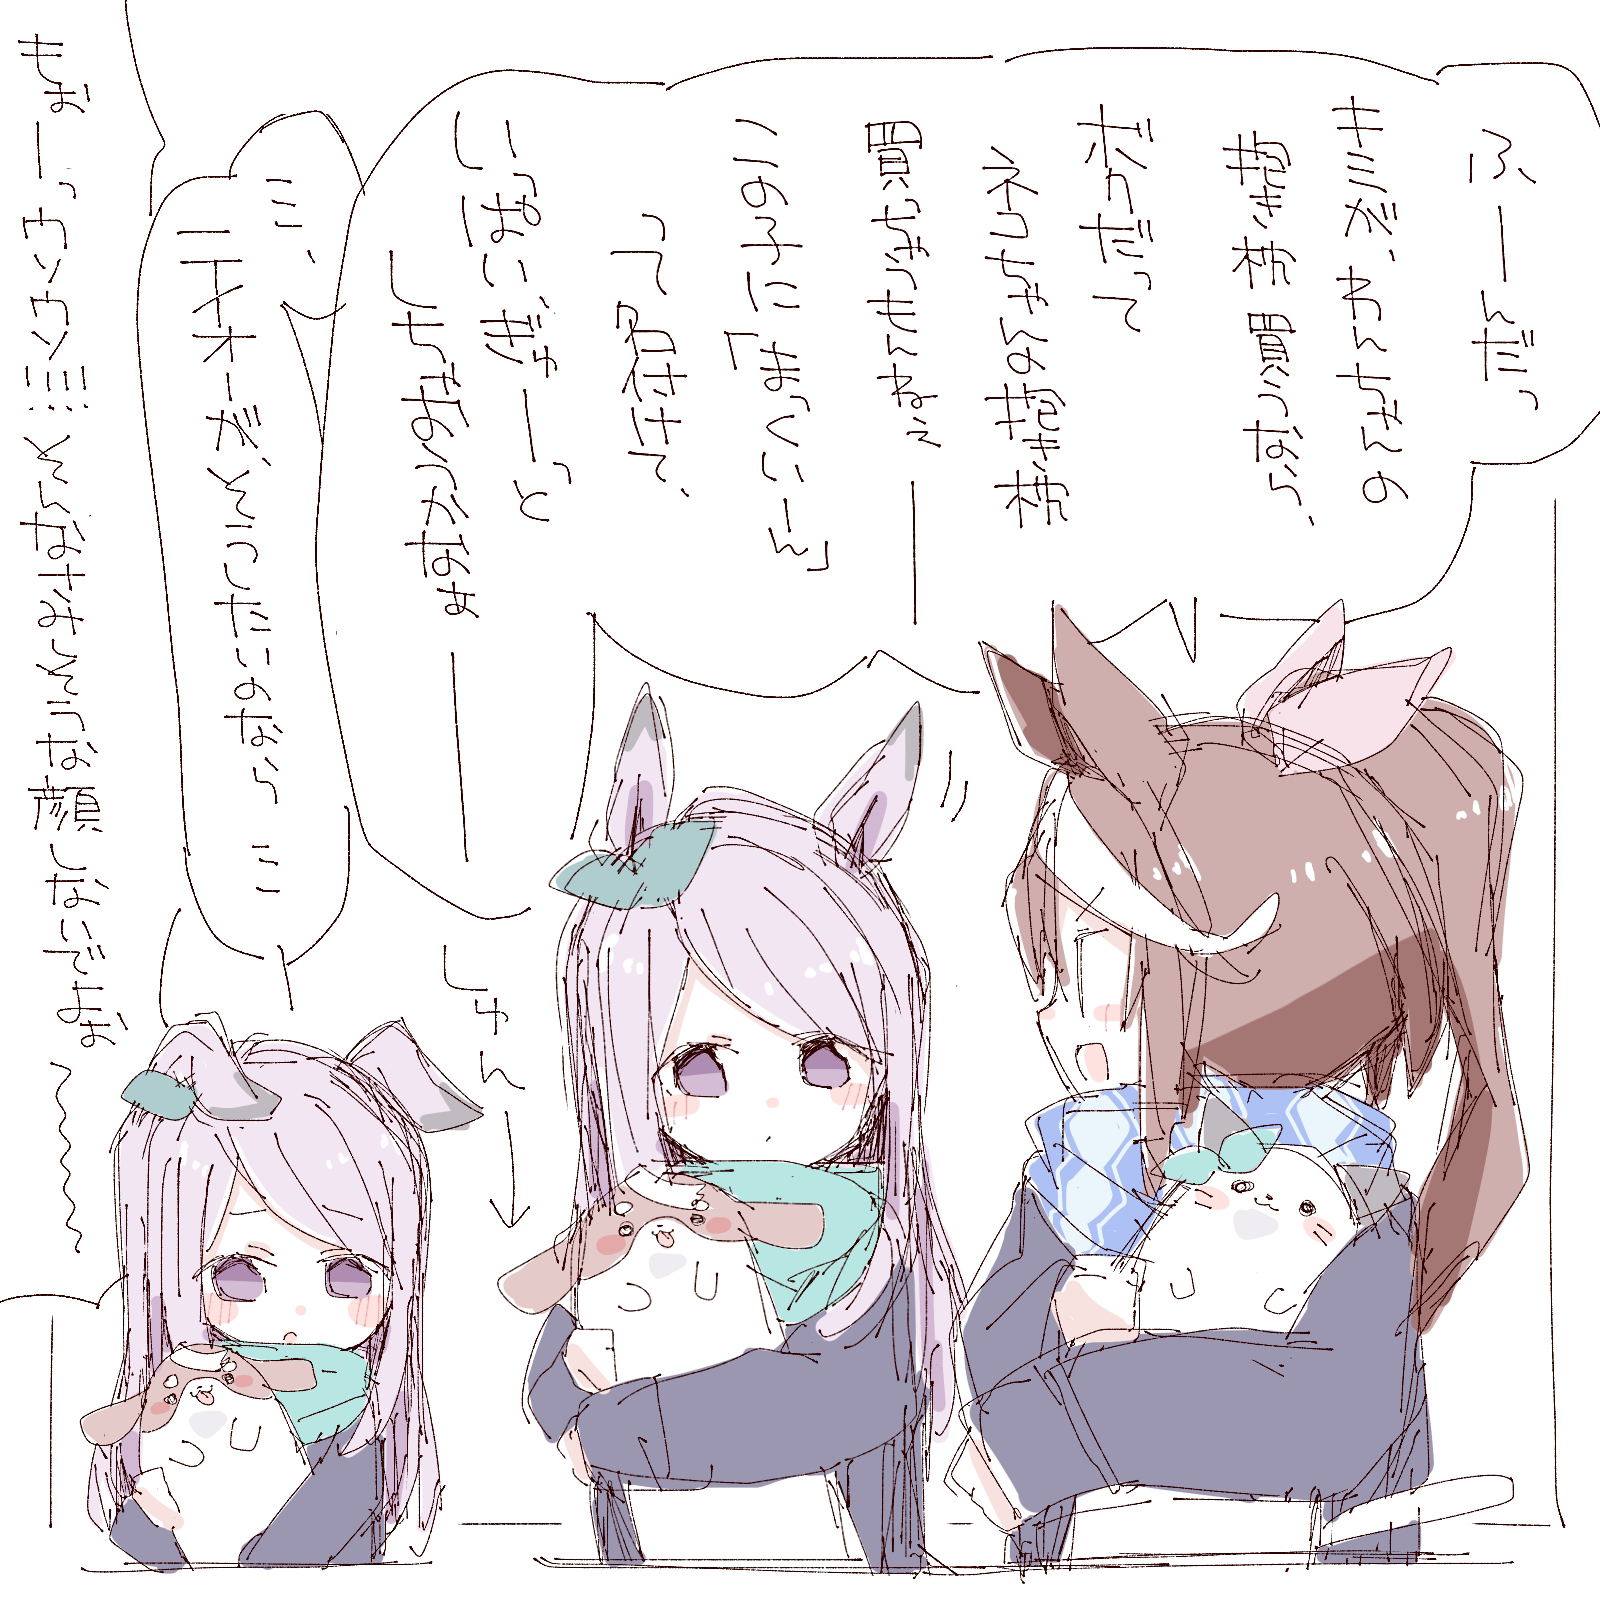 ふーんだっ
キミが、わんちゃんの
抱き枕買うなら、
ボクだって
ネコちゃんの抱き枕
買っちゃうもんねぇ──
この子に「まっくいーん」
って名付けて、
いっぱい、ぎゅーっと
しちゃおっかなぁ──
しゅん
こ、
テイオーが、そうしたいのなら
こ
もぉーっウソウソ!!!!そんなさみしそうな顔しないでよぉ